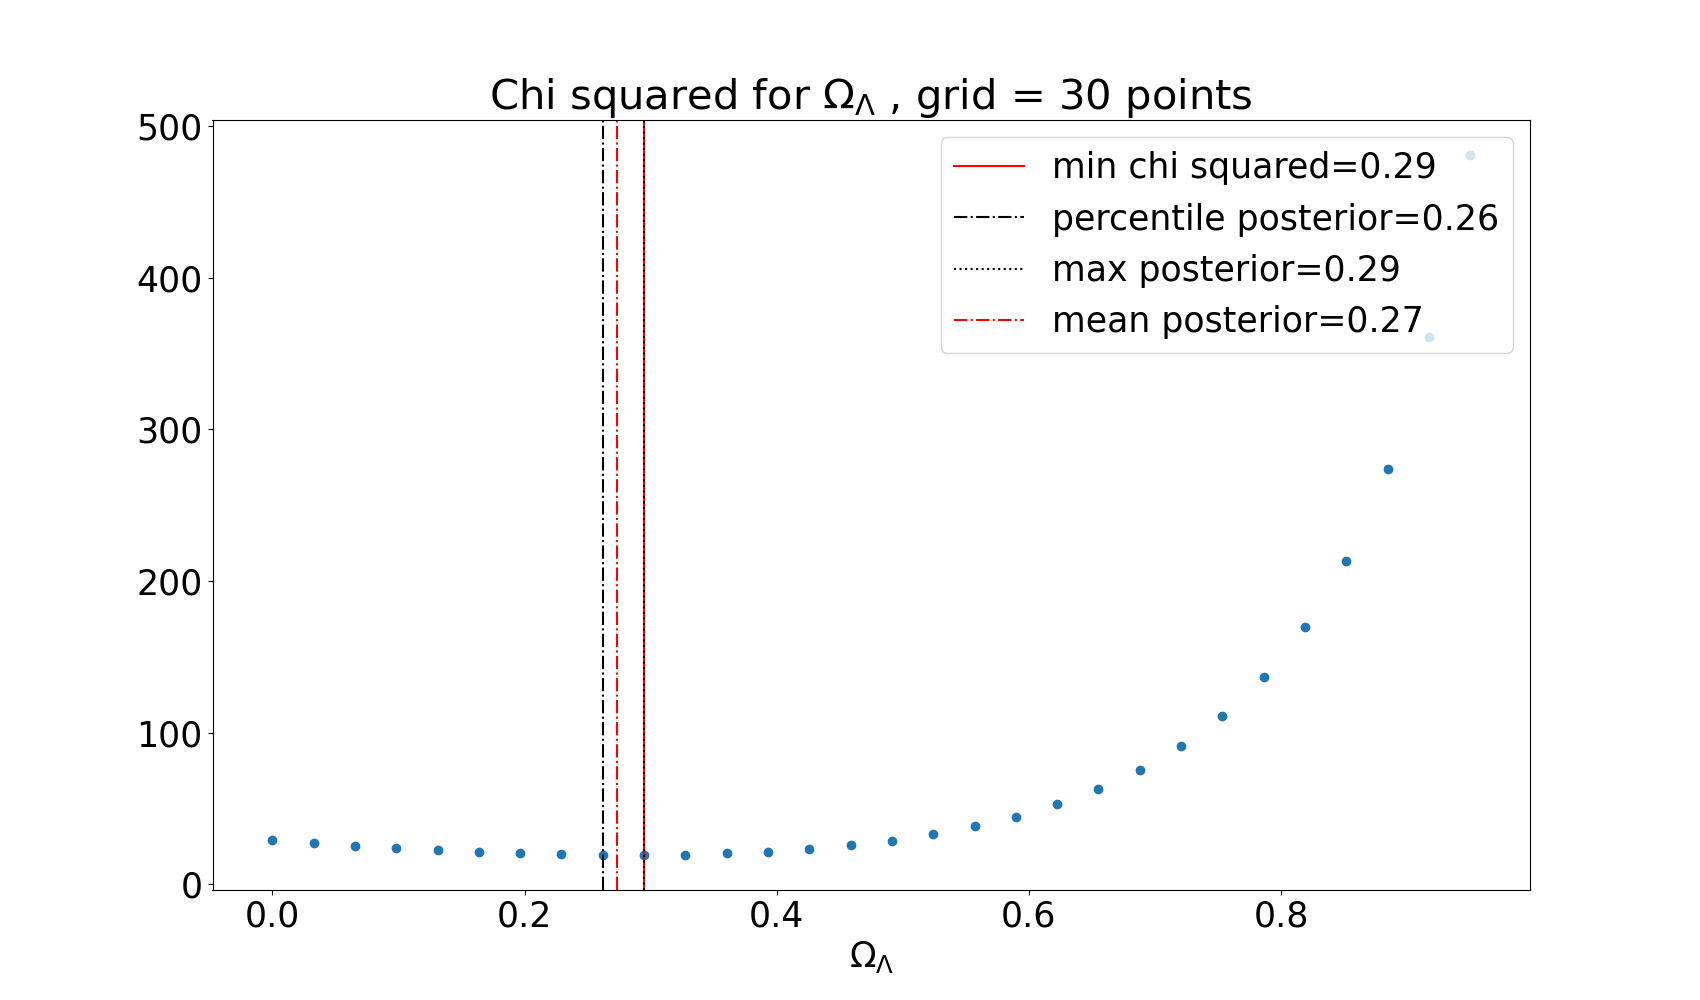 Chi squared for Ω_Λ , grid = 30 points
500
400
300
200
100
0
min chi squared=0.29
percentile posterior=0.26
max posterior=0.29
mean posterior=0.27
0.0 0.2 0.4 0.6 0.8
Ω_Λ